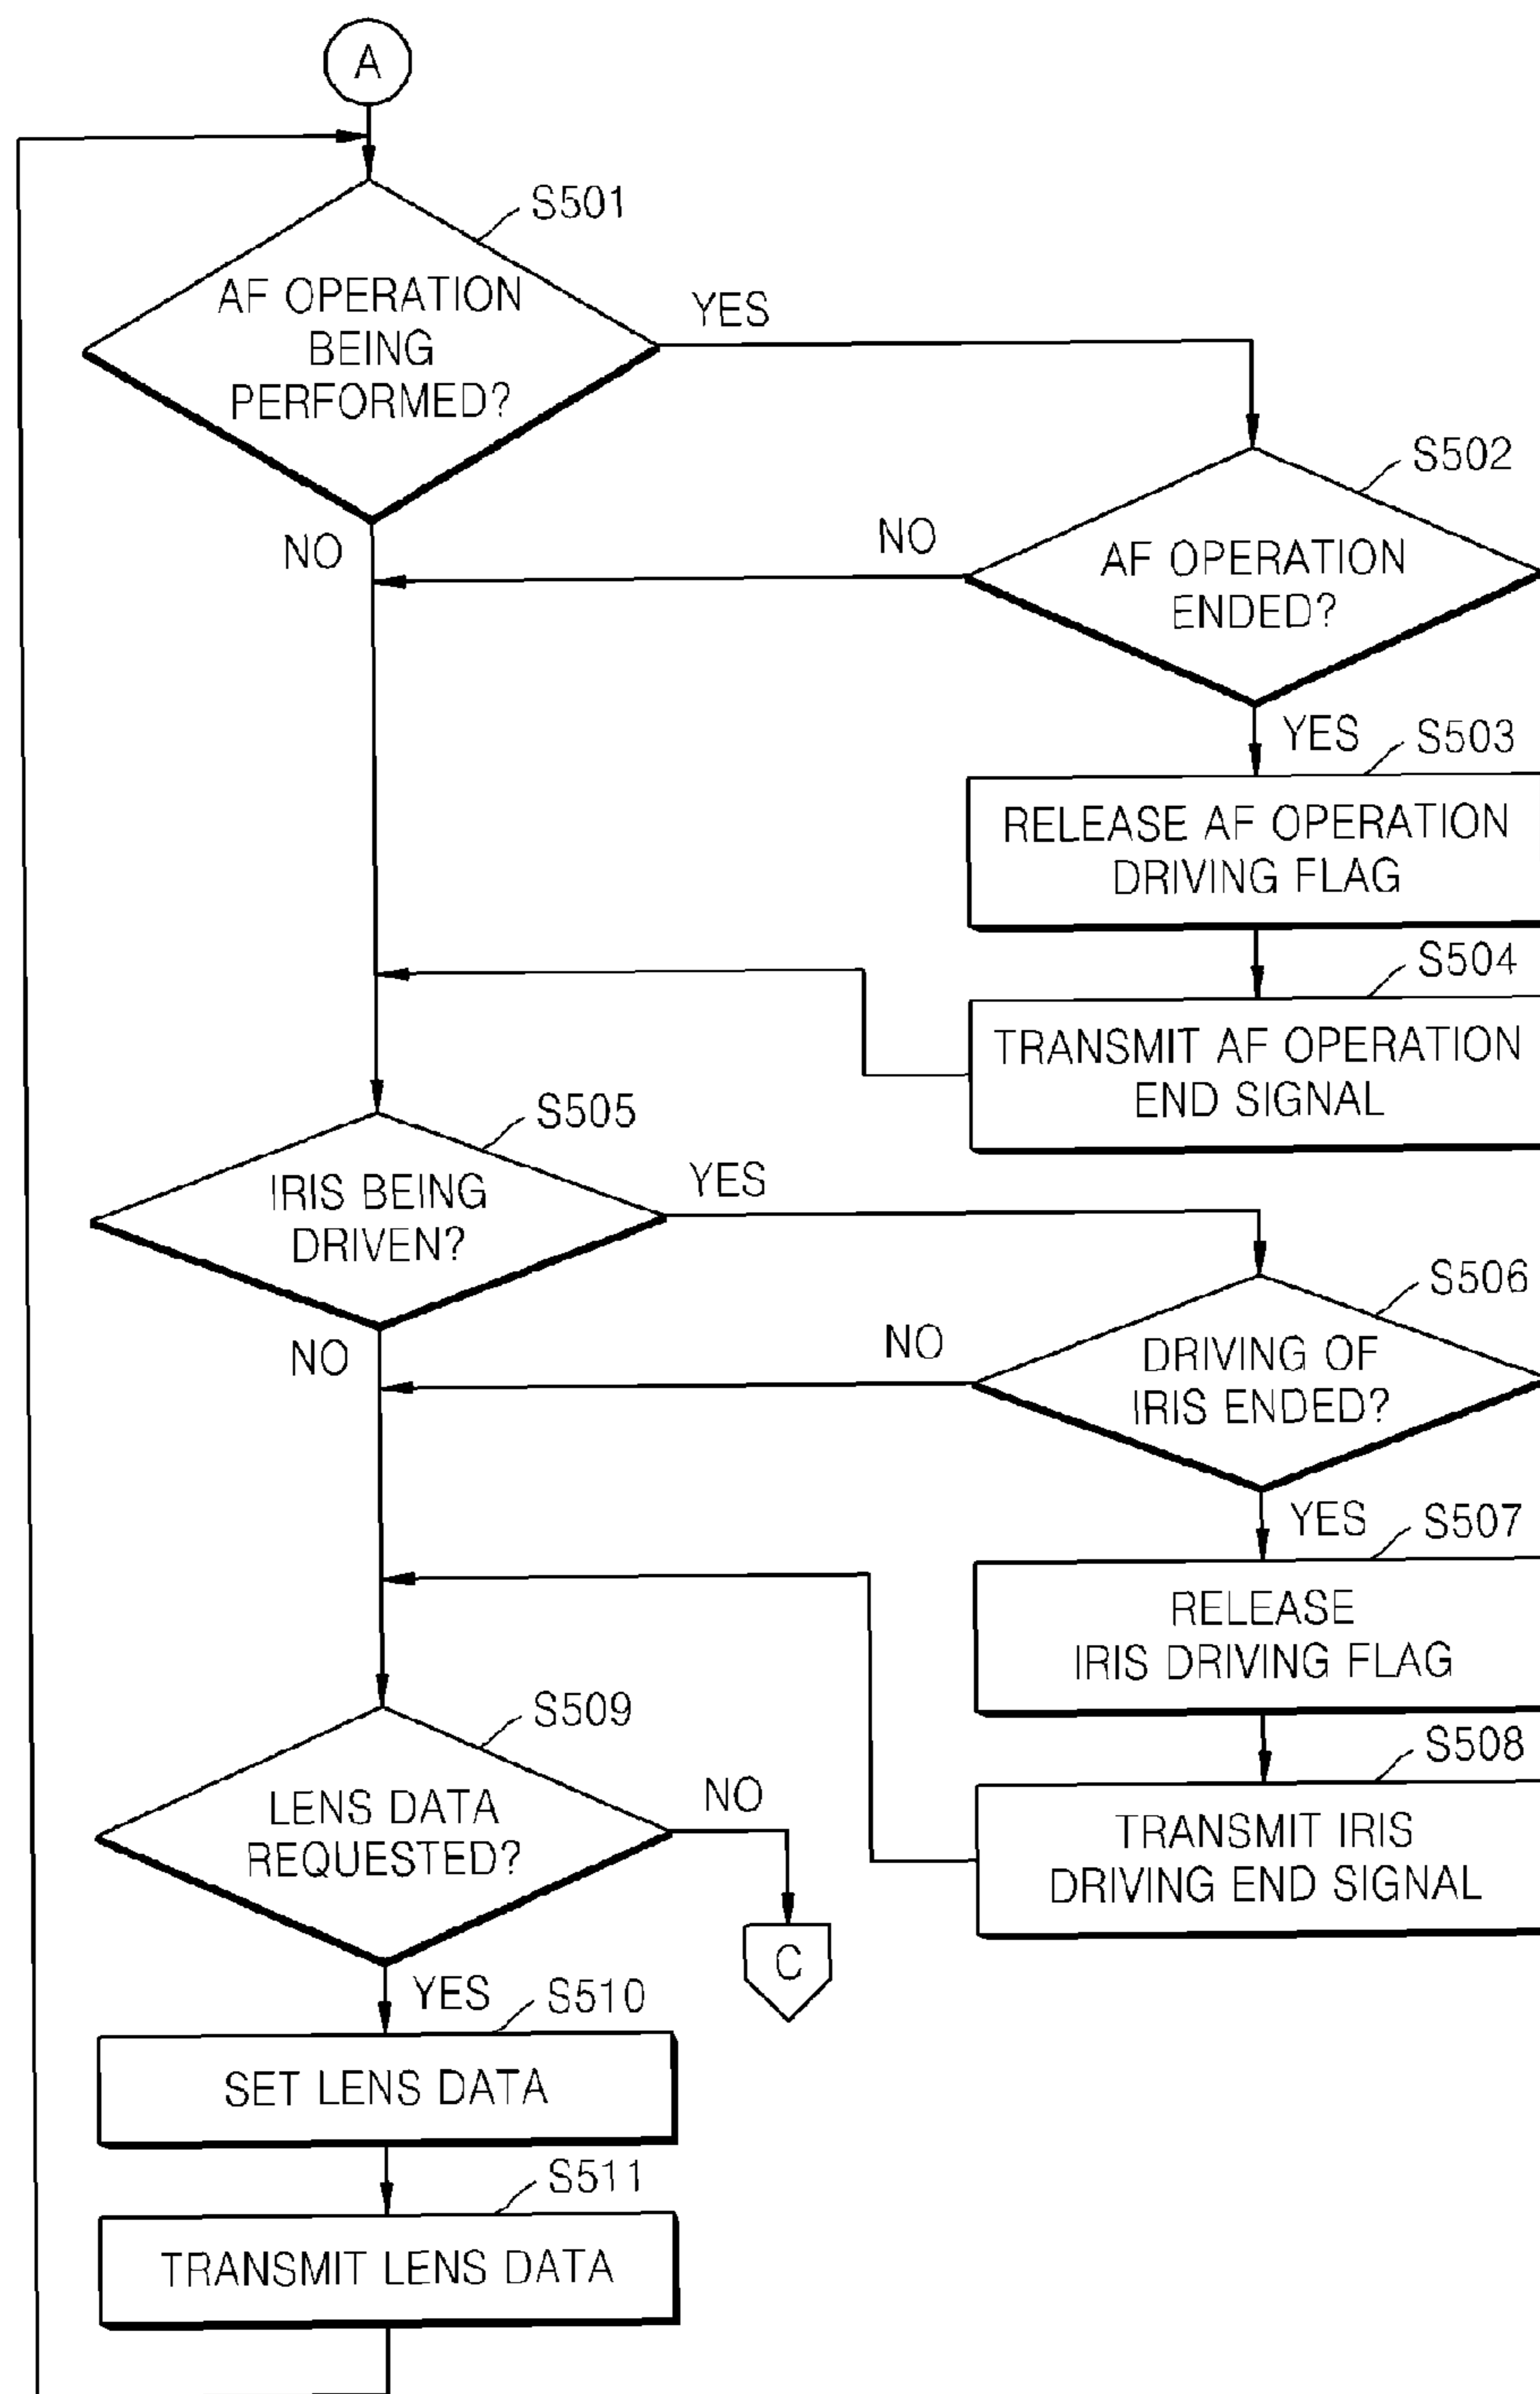 A
S501
AF OPERATION
BEING
PERFORMED?
YES
NO
S502
AF OPERATION
ENDED?
NO
YES
S503
RELEASE AF OPERATION
DRIVING FLAG
S504
TRANSMIT AF OPERATION
END SIGNAL
S505
IRIS BEING
DRIVEN?
YES
NO
S506
DRIVING OF
IRIS ENDED?
NO
YES
S507
RELEASE
IRIS DRIVING FLAG
S508
TRANSMIT IRIS
DRIVING END SIGNAL
S509
LENS DATA
REQUESTED?
NO
C
YES
S510
SET LENS DATA
S511
TRANSMIT LENS DATA